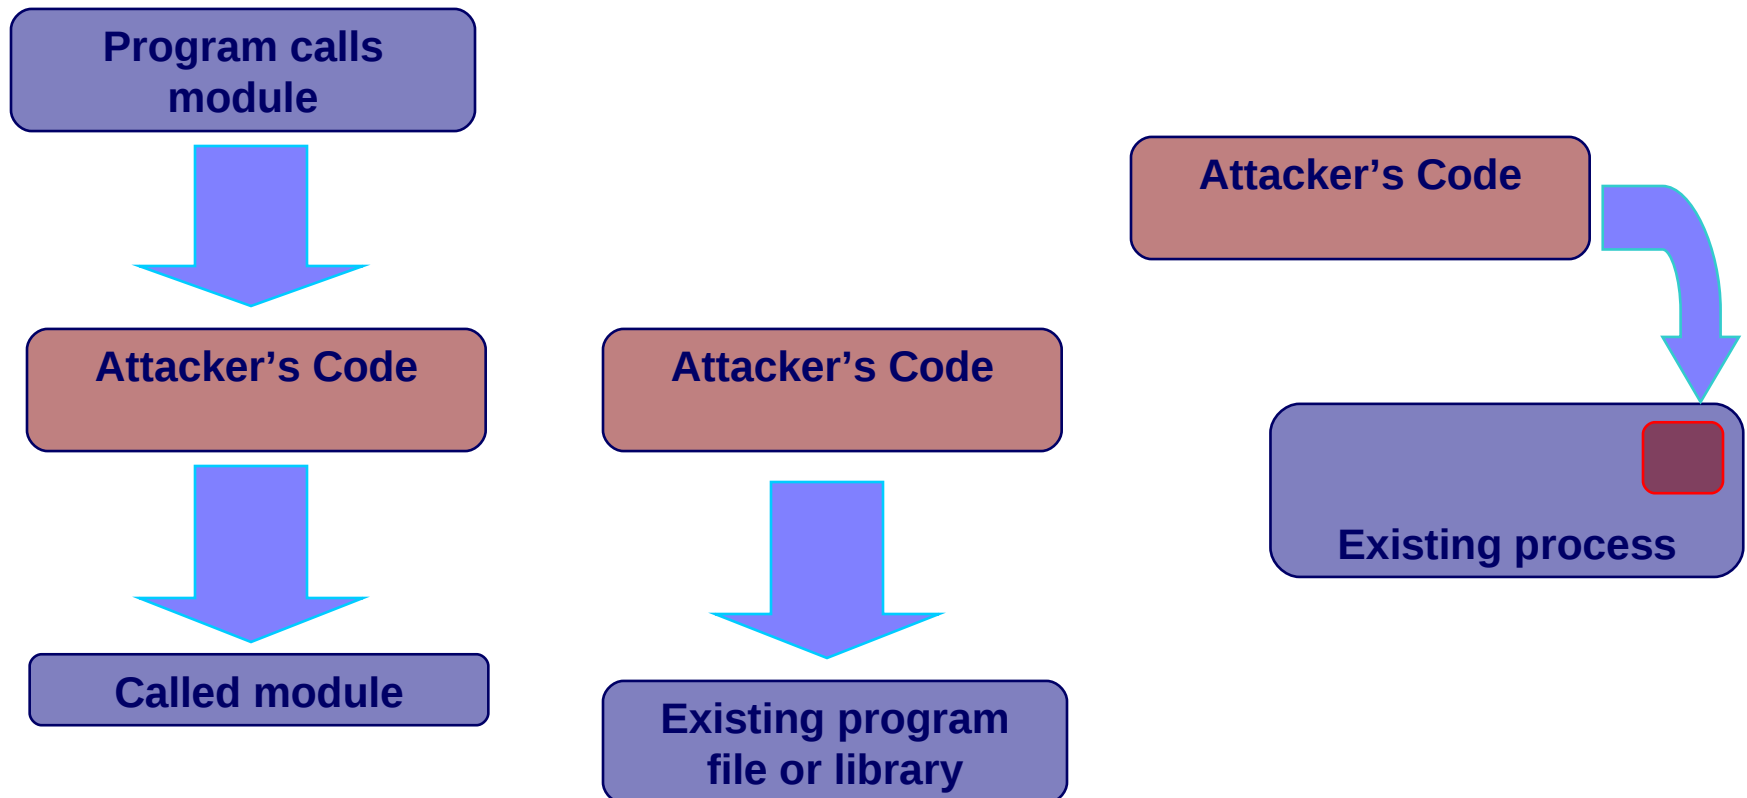 Program calls
module
Attacker’s Code
Called module
Attacker’s Code
Existing program
file or library
Attacker’s Code
Existing process